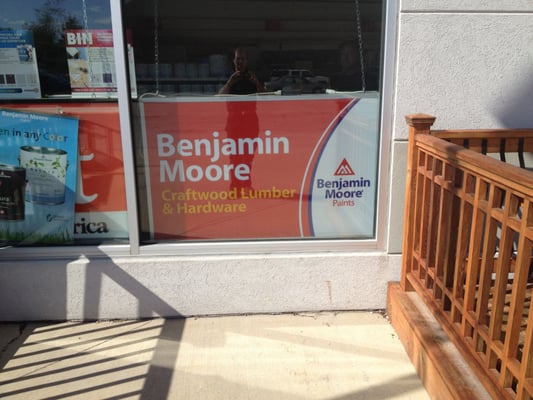 BIN
Benjamin Moore
en in any Color
t
rica
Benjamin
Moore
Craftwood Lumber
& Hardware
Benjamin
Moore®
Paints